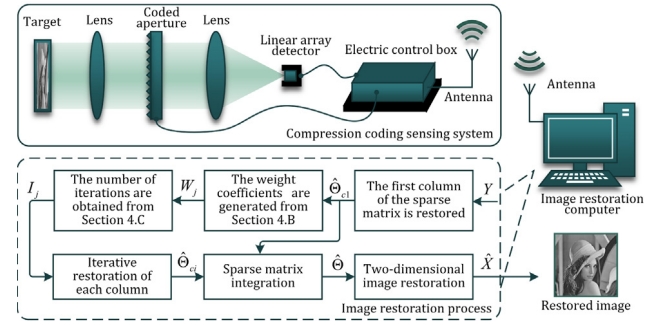 Target
Lens
Coded
aperture
Lens
Linear array
detector
Electric control box
Antenna
Compression coding sensing system
Antenna
Image restoration
computer
I_j
The number of
iterations are
obtained from
Section 4.C
W_j
The weight
coefficients are
generated from
Section 4.B
Θ̂_c1
The first column
of the sparse
matrix is restored
Y
Iterative
restoration of
each column
Θ̂_ci
Sparse matrix
integration
Θ̂
Two-dimensional
image restoration
X̂
Image restoration process
Restored image